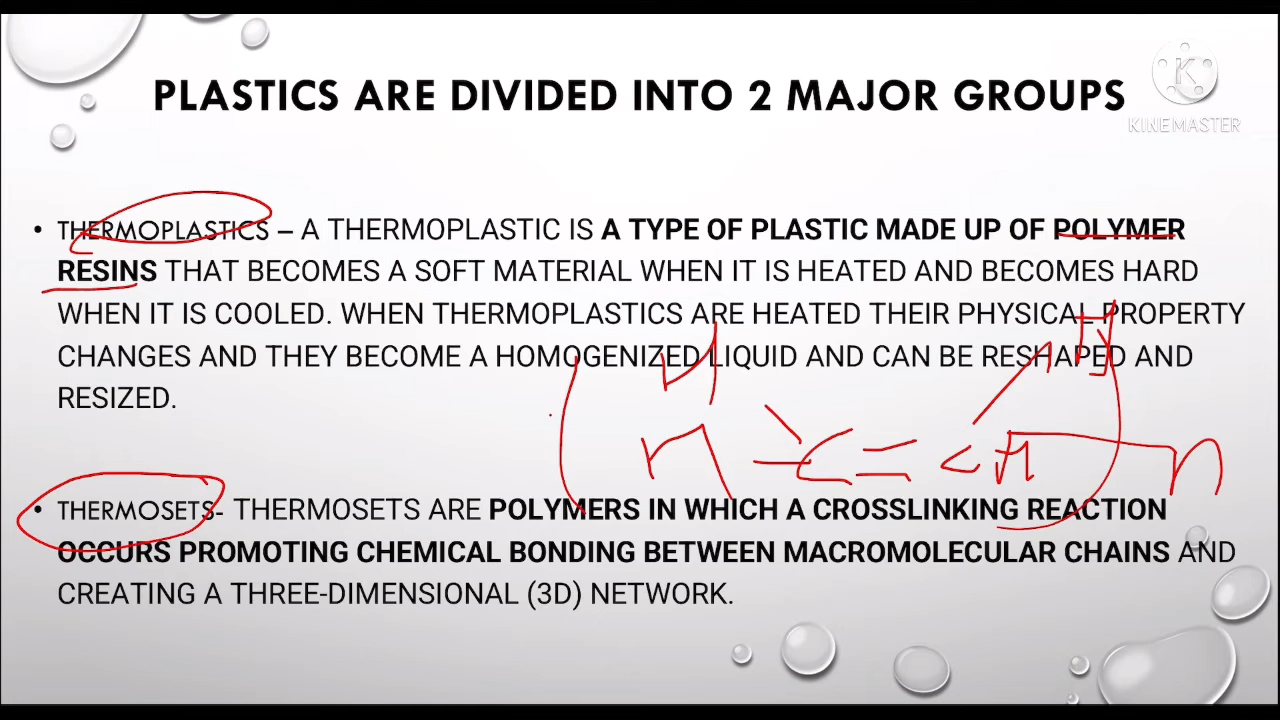 PLASTICS ARE DIVIDED INTO 2 MAJOR GROUPS
K
KINEMASTER
• THERMOPLASTICS – A THERMOPLASTIC IS A TYPE OF PLASTIC MADE UP OF POLYMER
RESINS THAT BECOMES A SOFT MATERIAL WHEN IT IS HEATED AND BECOMES HARD
WHEN IT IS COOLED. WHEN THERMOPLASTICS ARE HEATED THEIR PHYSICAL PROPERTY
CHANGES AND THEY BECOME A HOMOGENIZED LIQUID AND CAN BE RESHAPED AND
RESIZED.
C =
n
• THERMOSETS- THERMOSETS ARE POLYMERS IN WHICH A CROSSLINKING REACTION
OCCURS PROMOTING CHEMICAL BONDING BETWEEN MACROMOLECULAR CHAINS AND
CREATING A THREE-DIMENSIONAL (3D) NETWORK.